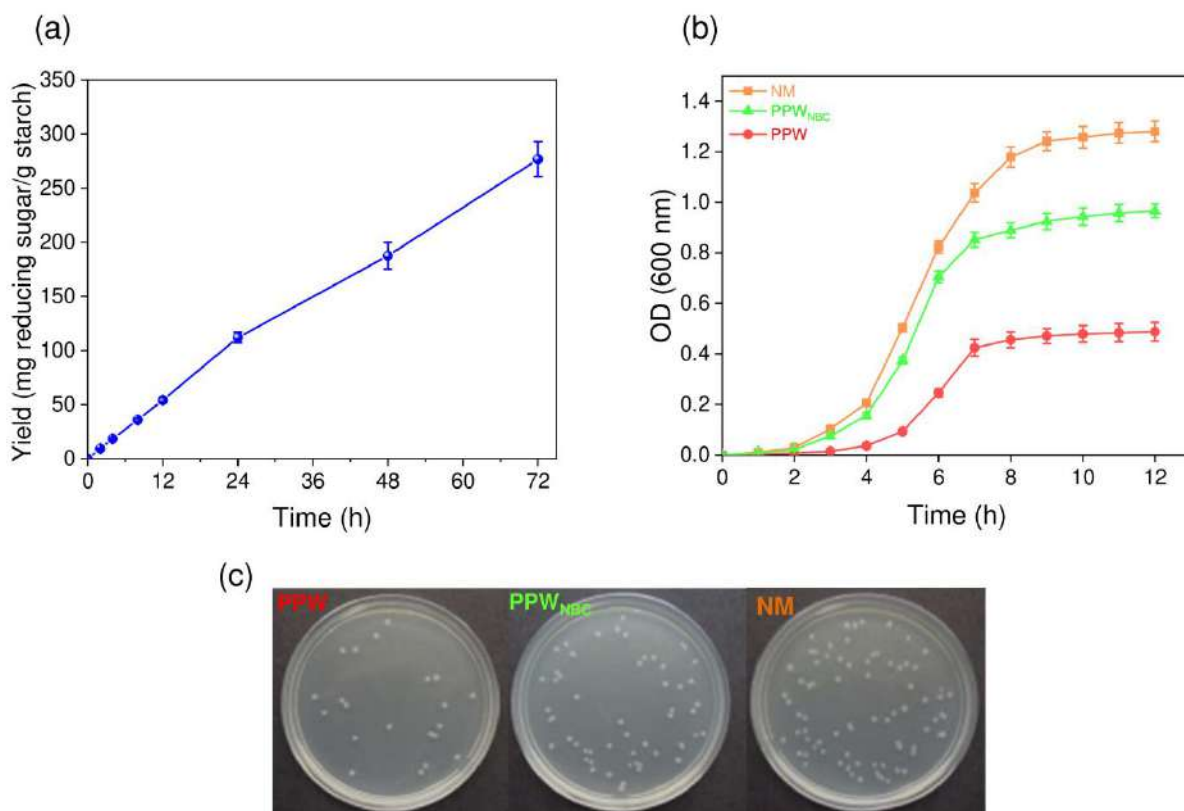 (a)
350
300
250
200
150
100
50
0
Yield (mg reducing sugar/g starch)
0 12 24 36 48 60 72
Time (h)
(b)
NM
PPW_NBC
PPW
1.4
1.2
1.0
0.8
0.6
0.4
0.2
0.0
OD (600 nm)
0 2 4 6 8 10 12
Time (h)
(c)
PPW PPW_NBC NM